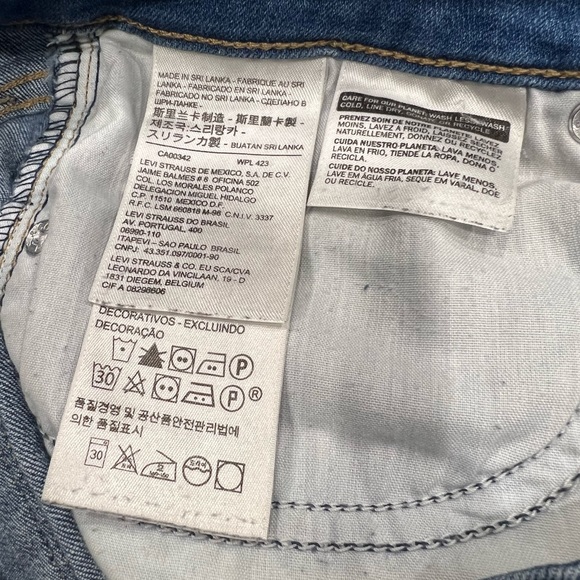 MADE IN SRI LANKA - FABRIQUE AU SRI
LANKA - FABRICADO EN SRI LANKA -
FABRICADO NO SRI LANKA - СДЕЛАНО В
ШРИ-ЛАНКЕ -
斯里兰卡制造 - 斯里蘭卡製 -
제조국:스리랑카 -
スリランカ製 - BUATAN SRI LANKA
CA00342 WPL 423
LEVI STRAUSS DE MEXICO, S.A. DE C.V.
JAIME BALMES #8 OFICINA 502
COL. LOS MORALES POLANCO
DELEGACION MIGUEL HIDALGO
C.P. 11510 MEXICO D.F.
R.F.C. LSM 660818 M-96 C.N.I.V. 3337
LEVI STRAUSS DO BRASIL
AV. PORTUGAL, 400
06690-110
ITAPEVI - SAO PAULO BRASIL
CNPJ: 43.351.097/0001-90
LEVI STRAUSS & CO. EU SCA/CVA
LEONARDO DA VINCILAAN, 19 - D
1831 DIEGEM, BELGIUM
CIF A 08298606
DECORATIVOS - EXCLUINDO
DECORAÇÃO
P
30 P ®
품질경영 및 공산품안전관리법에
의한 품질표시
30
CARE FOR OUR PLANET: WASH LESS, WASH
COLD, LINE DRY, DONATE OR RECYCLE
PRENEZ SOIN DE NOTRE PLANETE: LAVEZ
MOINS, LAVEZ A FROID, LAISSEZ SECHER
NATURELLEMENT, DONNEZ OU RECYCLEZ.
CUIDA NUESTRO PLANETA: LAVA MENOS,
LAVA EN FRIO, TIENDE LA ROPA, DONA O
RECICLA.
CUIDE DO NOSSO PLANETA: LAVE MENOS,
LAVE EM ÁGUA FRIA, SEQUE EM VARAL, DOE
OU RECICLE.